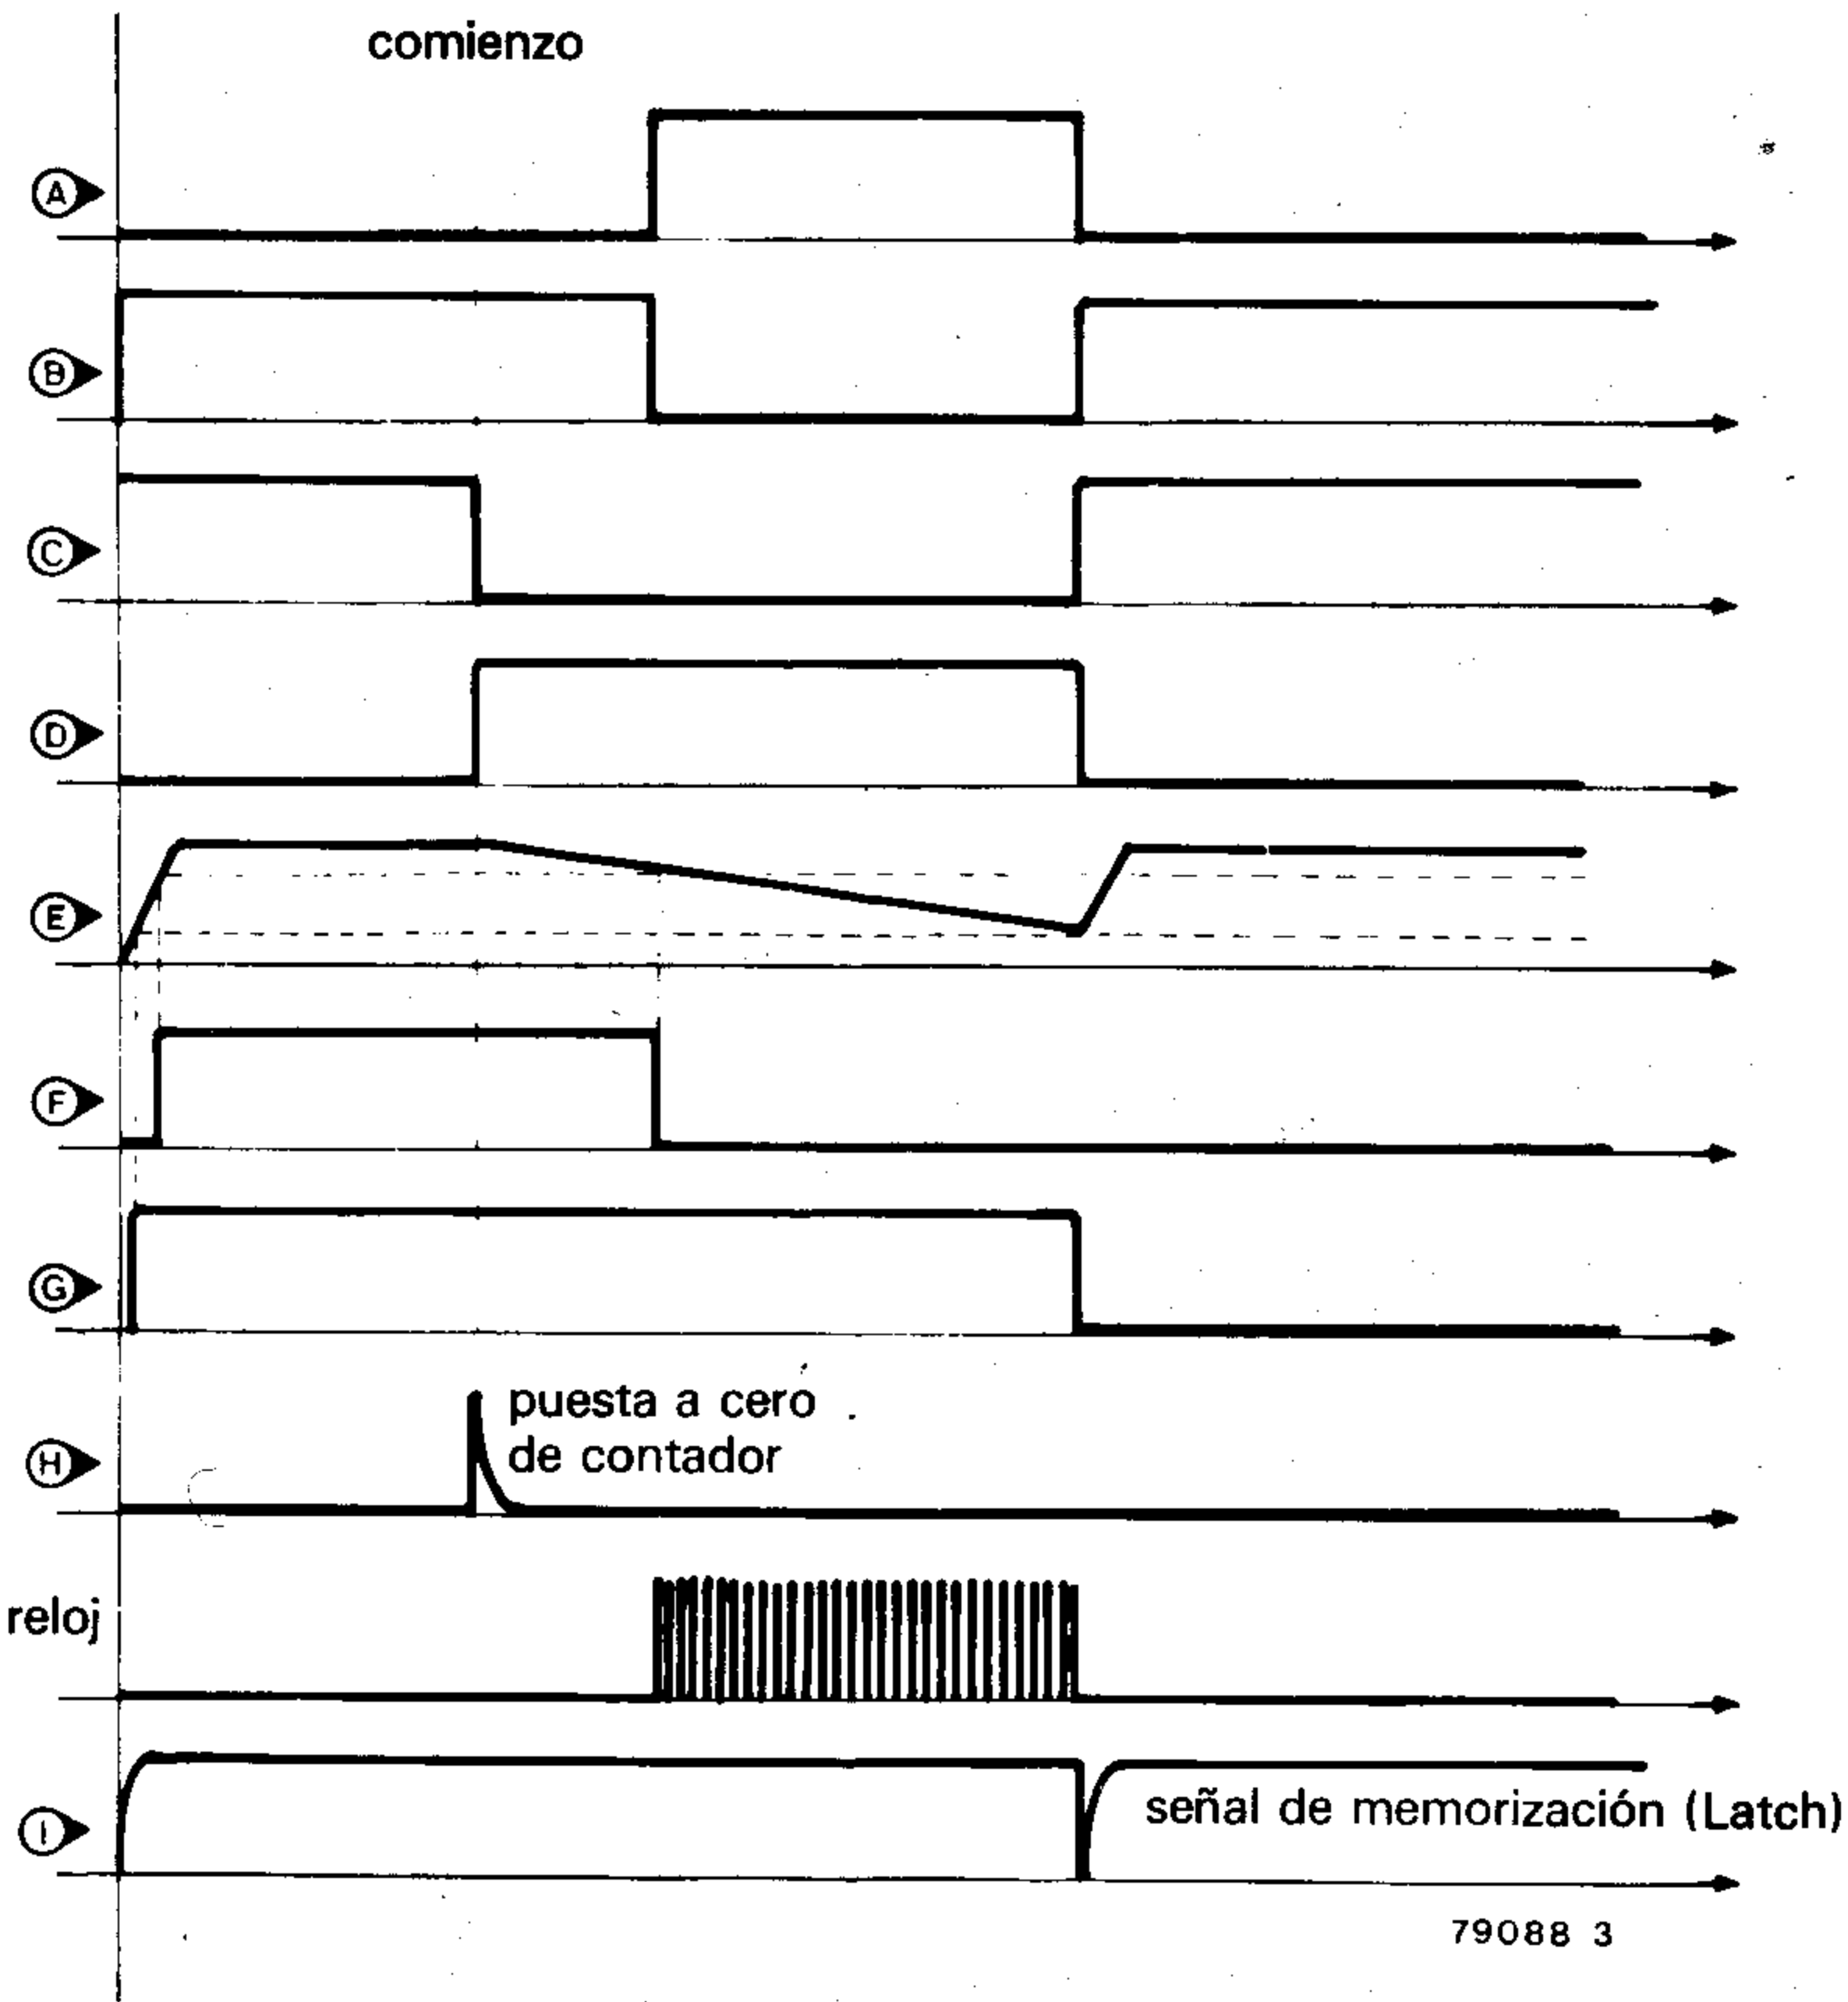 comienzo
A
B
C
D
E
F
G
H
puesta a cero
de contador
reloj
I
señal de memorización (Latch)
79088 3